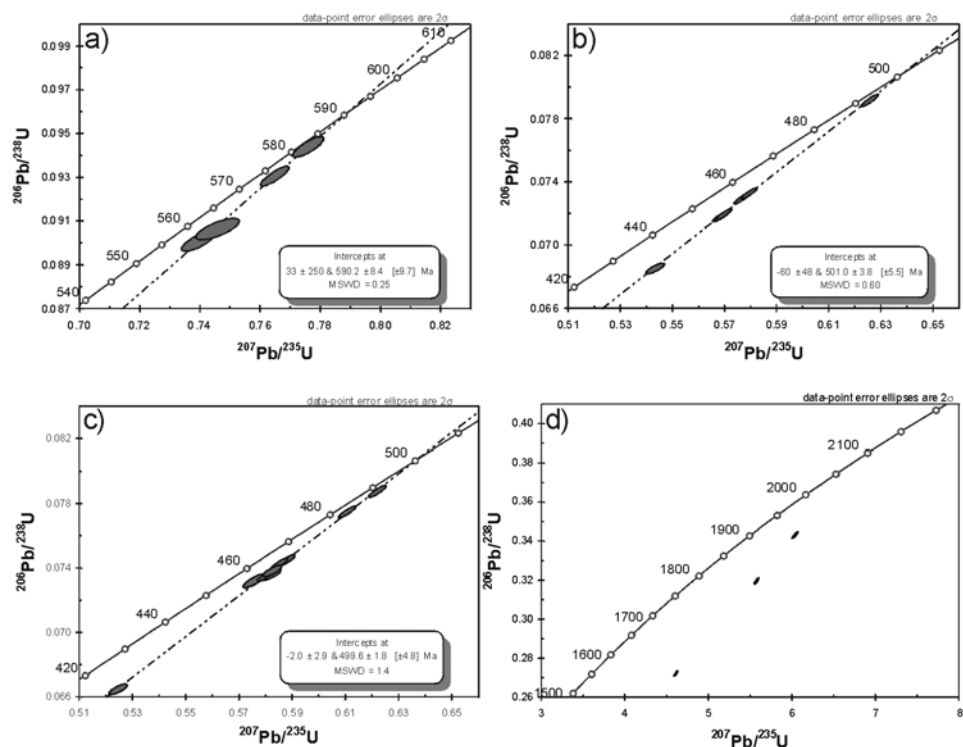 data-point error ellipses are 2σ
a)
0.099
0.097
0.095
0.093
0.091
0.089
0.087
206Pb/238U
540
550
560
570
580
590
600
610
Intercepts at
33 ± 250 & 590.2 ± 8.4 [±9.7] Ma
MSWD = 0.25
0.70 0.72 0.74 0.76 0.78 0.80 0.82
207Pb/235U
data-point error ellipses are 2σ
b)
0.082
0.078
0.074
0.070
0.066
206Pb/238U
420
440
460
480
500
Intercepts at
-60 ± 48 & 501.0 ± 3.8 [±5.5] Ma
MSWD = 0.60
0.51 0.53 0.55 0.57 0.59 0.61 0.63 0.65
207Pb/235U
data-point error ellipses are 2σ
c)
0.082
0.078
0.074
0.070
0.066
206Pb/238U
420
440
460
480
500
Intercepts at
-2.0 ± 2.9 & 499.6 ± 1.8 [±4.8] Ma
MSWD = 1.4
0.51 0.53 0.55 0.57 0.59 0.61 0.63 0.65
207Pb/235U
data-point error ellipses are 2σ
d)
0.40
0.36
0.32
0.28
0.26
206Pb/238U
1500
1600
1700
1800
1900
2000
2100
3 4 5 6 7 8
207Pb/235U